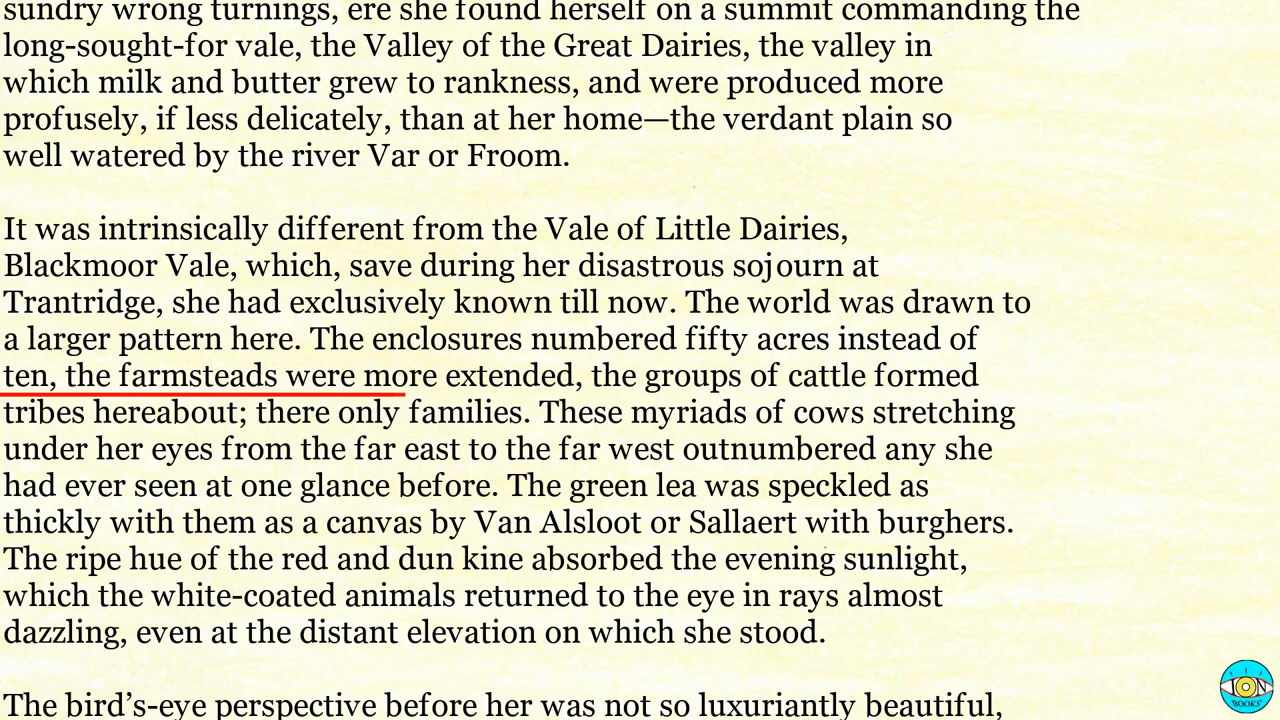 sundry wrong turnings, ere she found herself on a summit commanding the
long-sought-for vale, the Valley of the Great Dairies, the valley in
which milk and butter grew to rankness, and were produced more
profusely, if less delicately, than at her home—the verdant plain so
well watered by the river Var or Froom.
It was intrinsically different from the Vale of Little Dairies,
Blackmoor Vale, which, save during her disastrous sojourn at
Trantridge, she had exclusively known till now. The world was drawn to
a larger pattern here. The enclosures numbered fifty acres instead of
ten, the farmsteads were more extended, the groups of cattle formed
tribes hereabout; there only families. These myriads of cows stretching
under her eyes from the far east to the far west outnumbered any she
had ever seen at one glance before. The green lea was speckled as
thickly with them as a canvas by Van Alsloot or Sallaert with burghers.
The ripe hue of the red and dun kine absorbed the evening sunlight,
which the white-coated animals returned to the eye in rays almost
dazzling, even at the distant elevation on which she stood.
The bird’s-eye perspective before her was not so luxuriantly beautiful,
ION
BOOKS